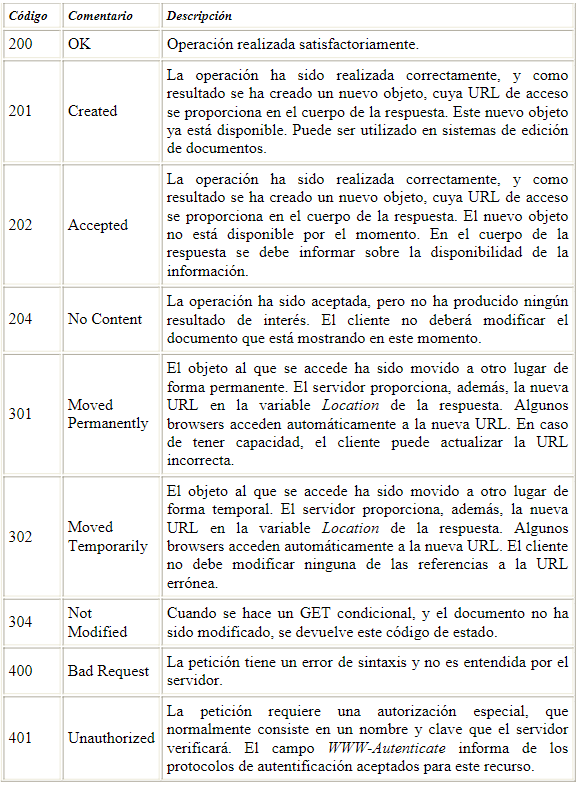 Código Comentario Descripción
200 OK Operación realizada satisfactoriamente.
La operación ha sido realizada correctamente, y como
resultado se ha creado un nuevo objeto, cuya URL de acceso
201 Created se proporciona en el cuerpo de la respuesta. Este nuevo objeto
ya está disponible. Puede ser utilizado en sistemas de edición
de documentos.
La operación ha sido realizada correctamente, y como
resultado se ha creado un nuevo objeto, cuya URL de acceso
202 Accepted se proporciona en el cuerpo de la respuesta. El nuevo objeto
no está disponible por el momento. En el cuerpo de la
respuesta se debe informar sobre la disponibilidad de la
información.
La operación ha sido aceptada, pero no ha producido ningún
204 No Content resultado de interés. El cliente no deberá modificar el
documento que está mostrando en este momento.
El objeto al que se accede ha sido movido a otro lugar de
forma permanente. El servidor proporciona, además, la nueva
301 Moved Permanently URL en la variable Location de la respuesta. Algunos
browsers acceden automáticamente a la nueva URL. En caso
de tener capacidad, el cliente puede actualizar la URL
incorrecta.
El objeto al que se accede ha sido movido a otro lugar de
forma temporal. El servidor proporciona, además, la nueva
302 Moved Temporarily URL en la variable Location de la respuesta. Algunos
browsers acceden automáticamente a la nueva URL. El cliente
no debe modificar ninguna de las referencias a la URL
errónea.
304 Not Modified Cuando se hace un GET condicional, y el documento no ha
sido modificado, se devuelve este código de estado.
400 Bad Request La petición tiene un error de sintaxis y no es entendida por el
servidor.
La petición requiere una autorización especial, que
401 Unauthorized normalmente consiste en un nombre y clave que el servidor
verificará. El campo WWW-Autenticate informa de los
protocolos de autentificación aceptados para este recurso.